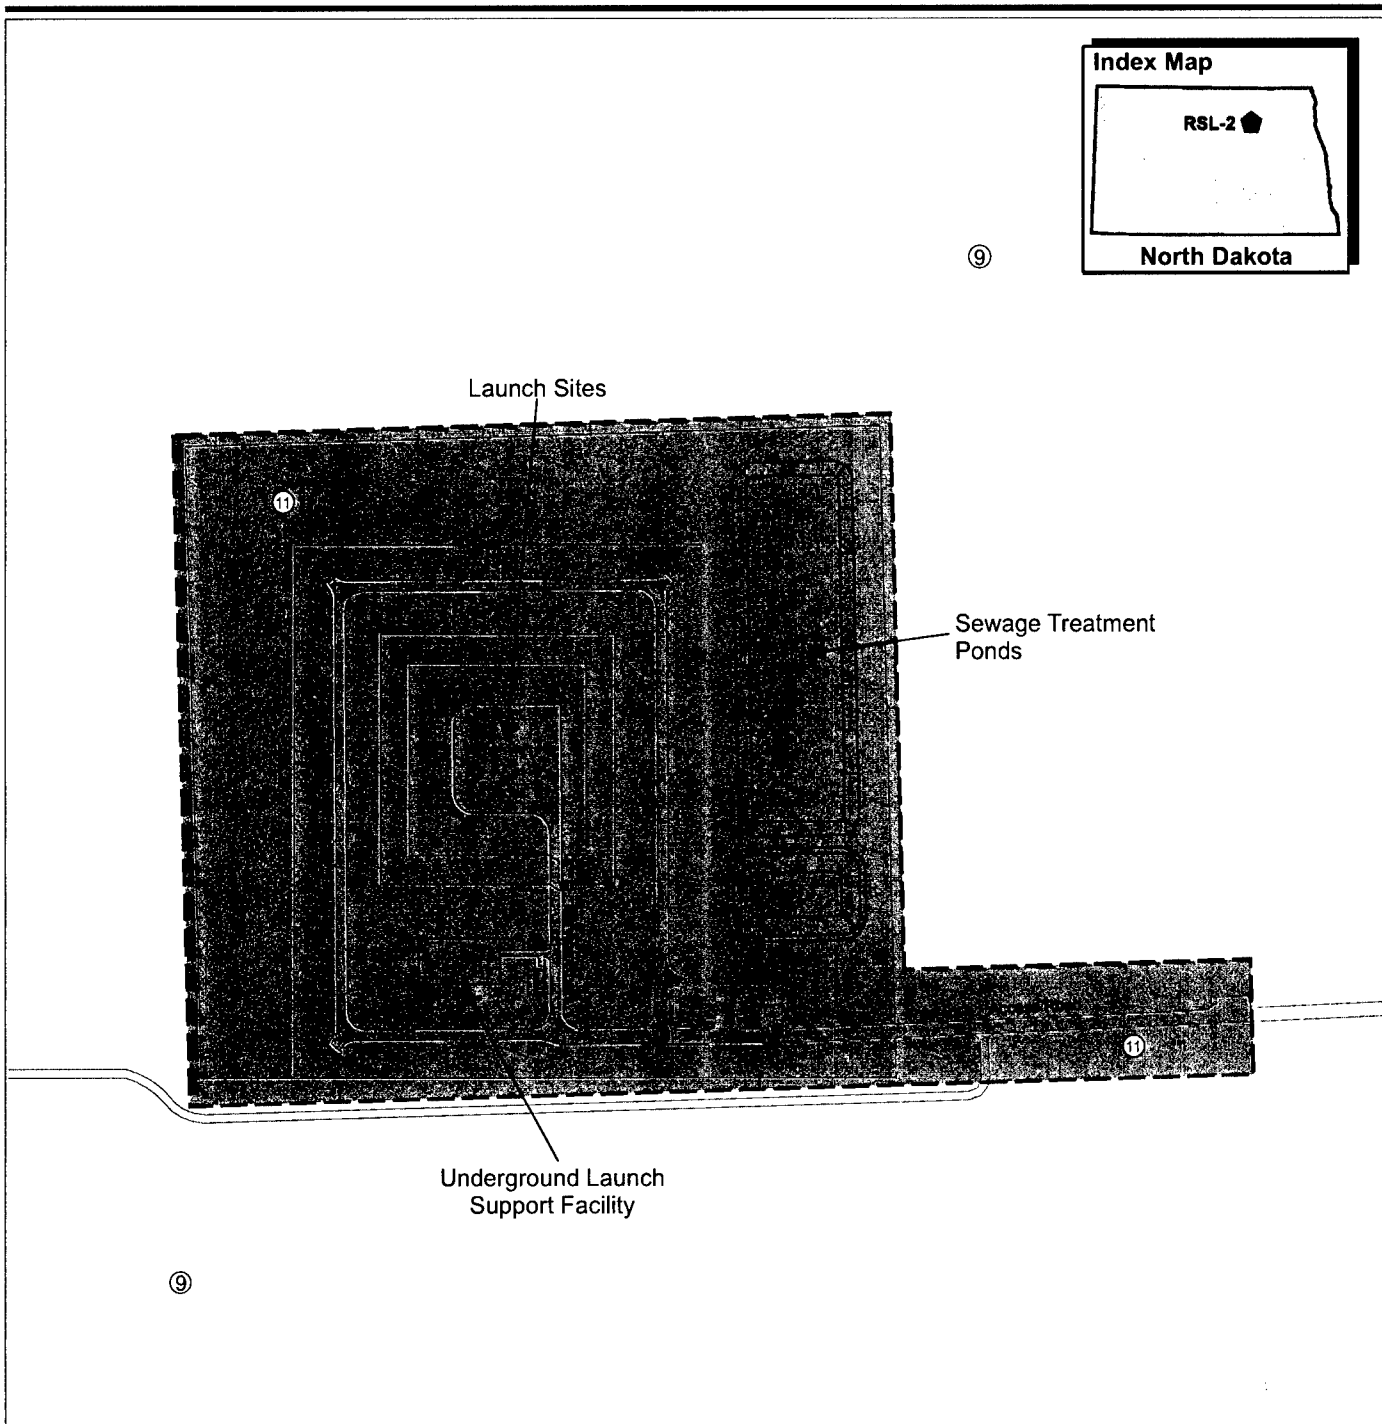 Index Map
RSL-2
North Dakota
⑨
Launch Sites
11
Sewage Treatment
Ponds
11
Underground Launch
Support Facility
⑨